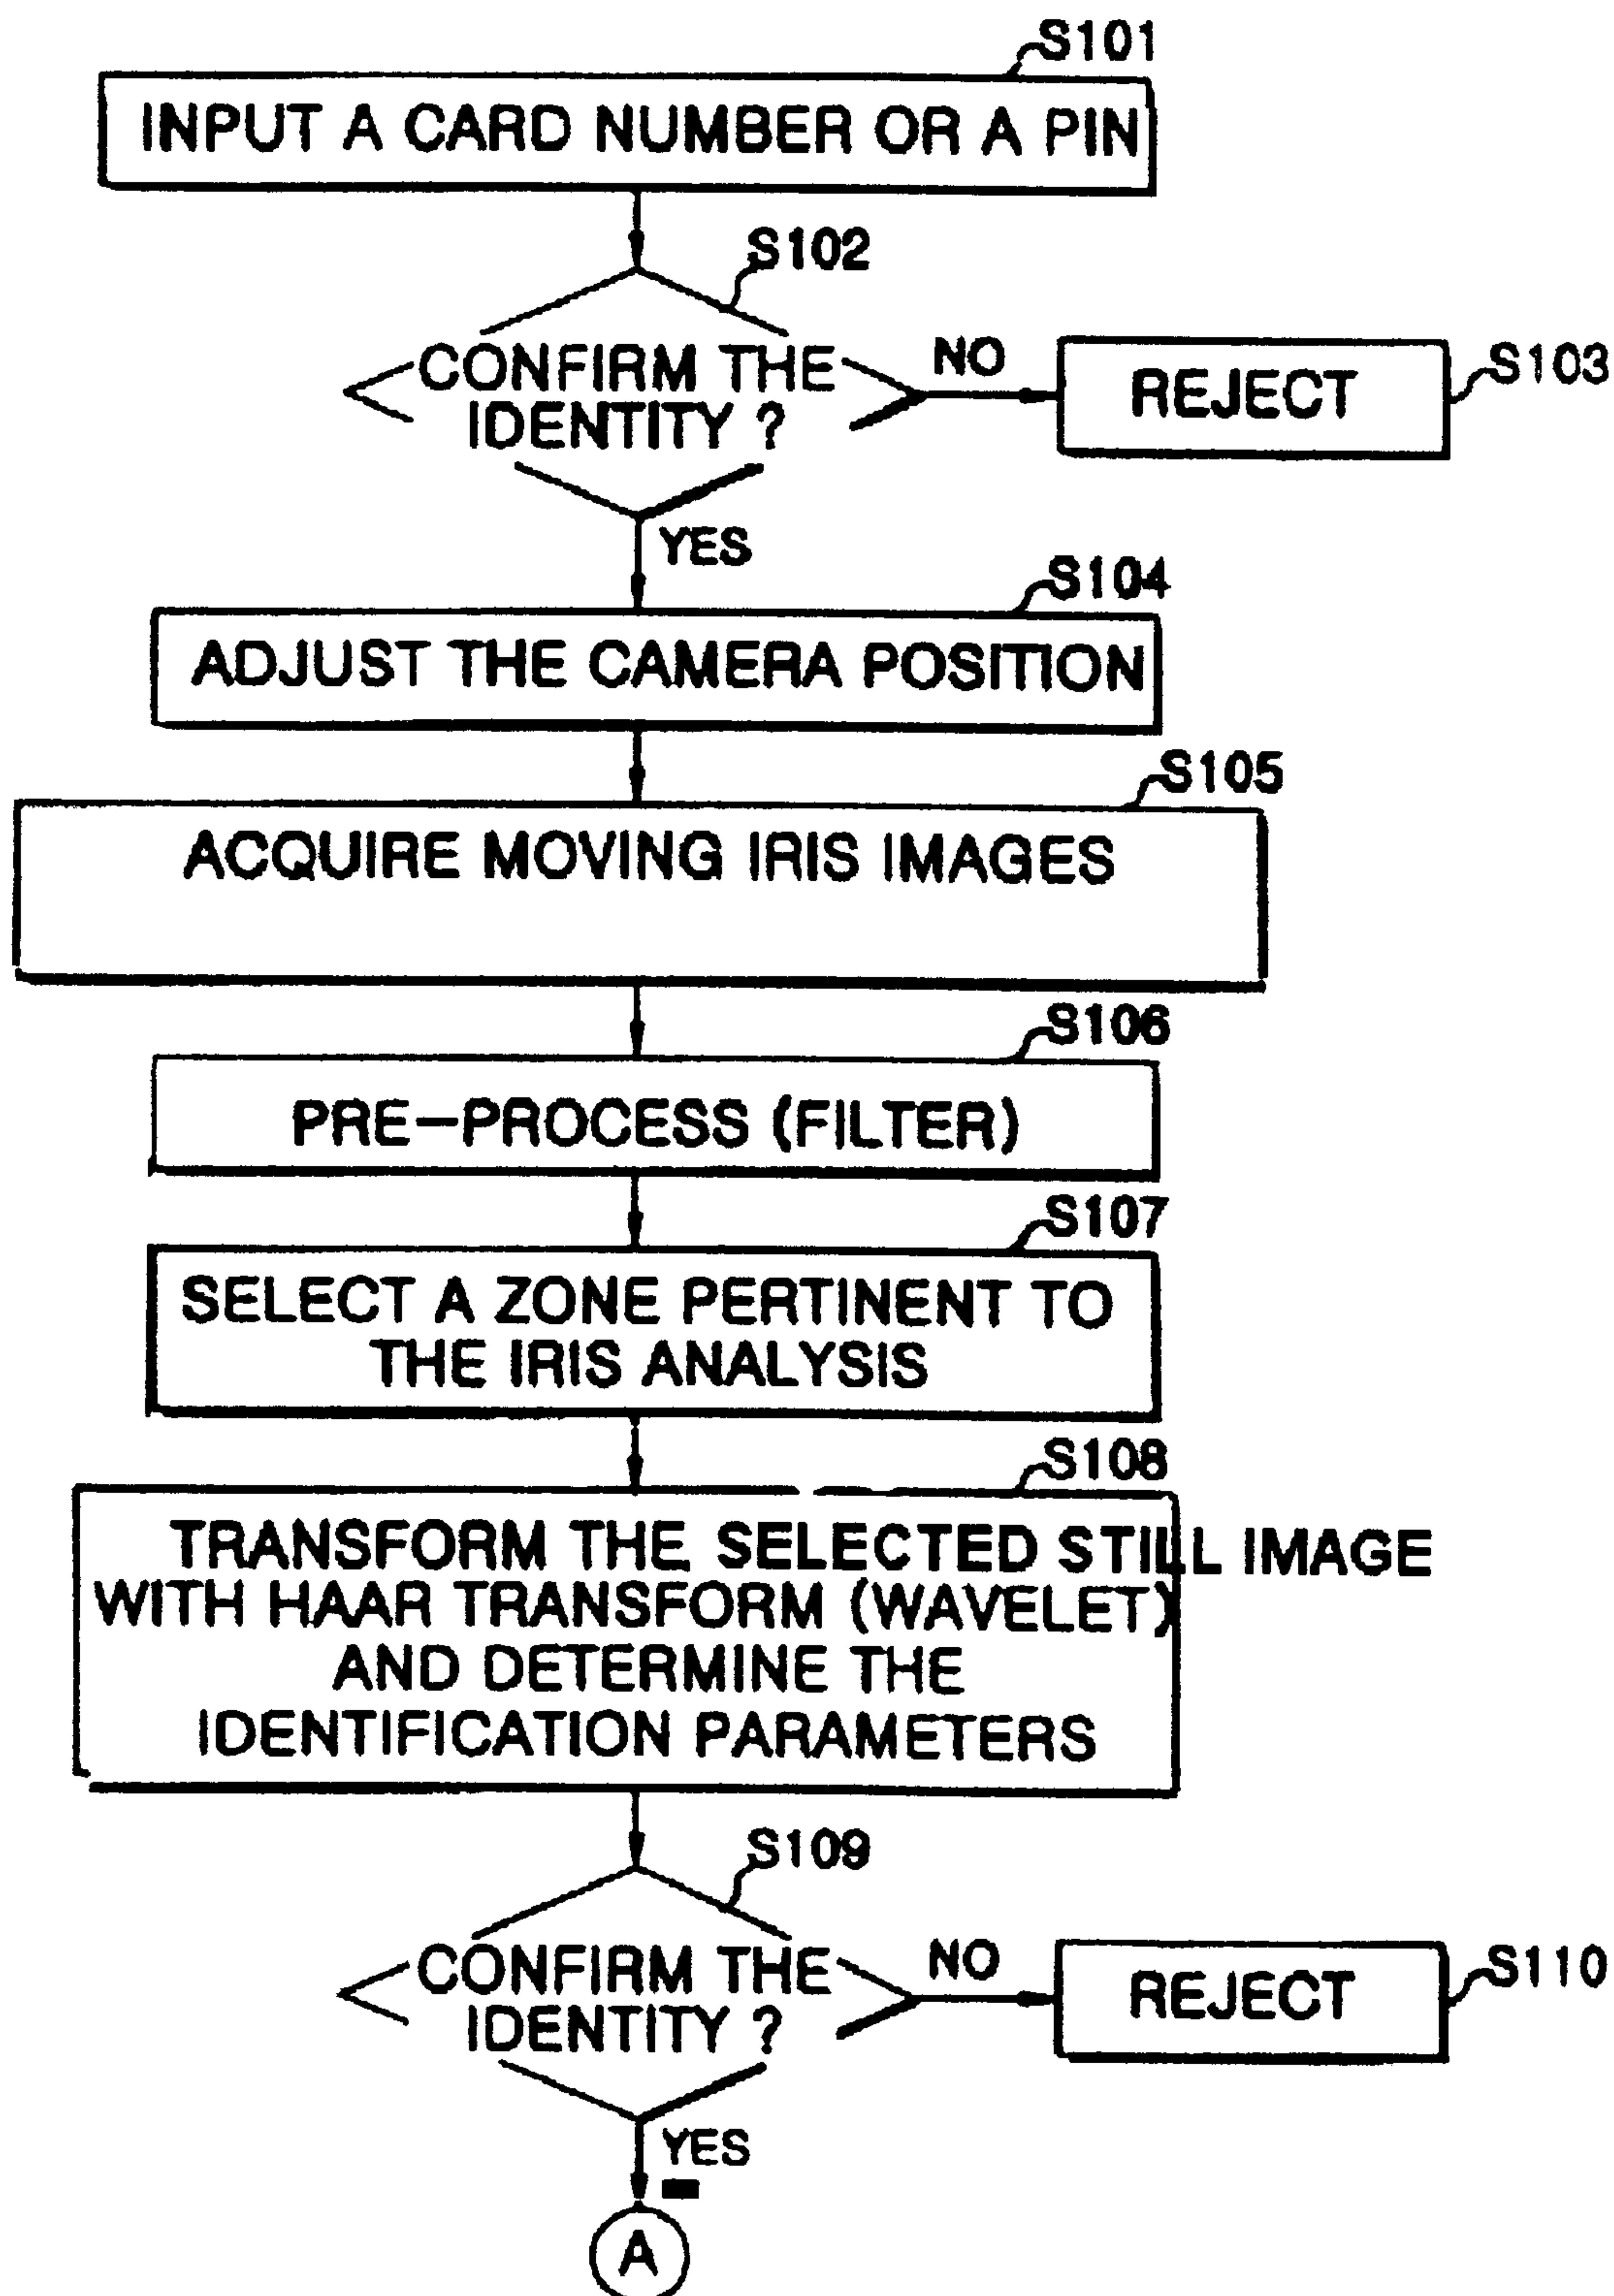 S101
INPUT A CARD NUMBER OR A PIN
S102
CONFIRM THE
IDENTITY ?
NO
REJECT
S103
YES
S104
ADJUST THE CAMERA POSITION
S105
ACQUIRE MOVING IRIS IMAGES
S106
PRE-PROCESS (FILTER)
S107
SELECT A ZONE PERTINENT TO
THE IRIS ANALYSIS
S108
TRANSFORM THE SELECTED STILL IMAGE
WITH HAAR TRANSFORM (WAVELET)
AND DETERMINE THE
IDENTIFICATION PARAMETERS
S109
CONFIRM THE
IDENTITY ?
NO
REJECT
S110
YES
A